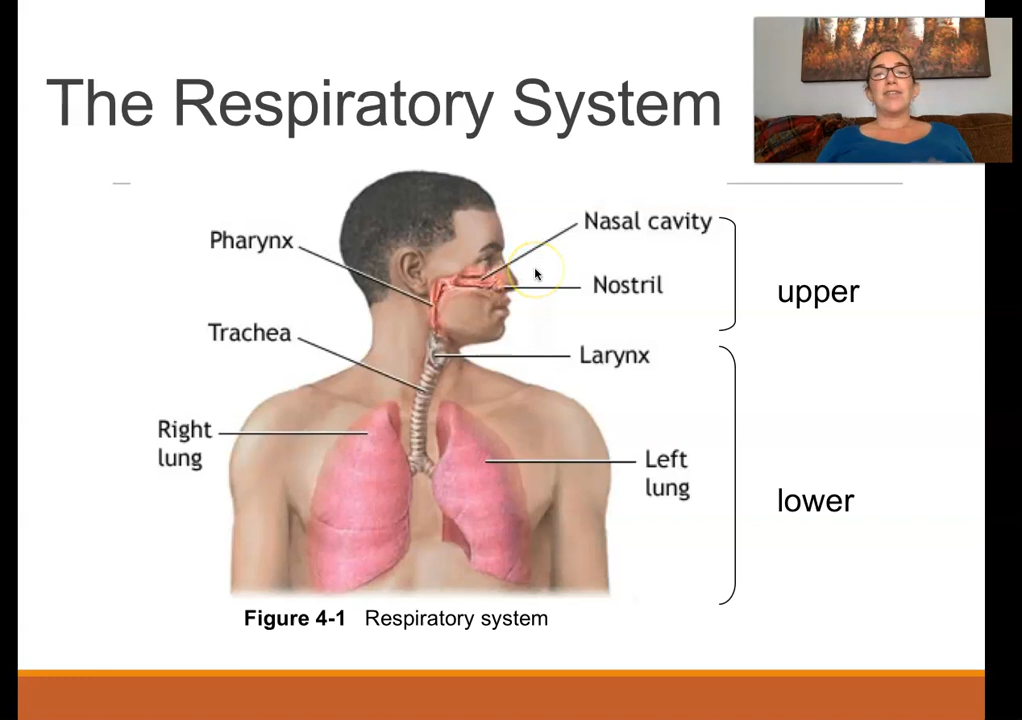 The Respiratory System
Nasal cavity
Pharynx
Nostril
upper
Trachea
Larynx
Right
lung
Left
lung
lower
Figure 4-1 Respiratory system